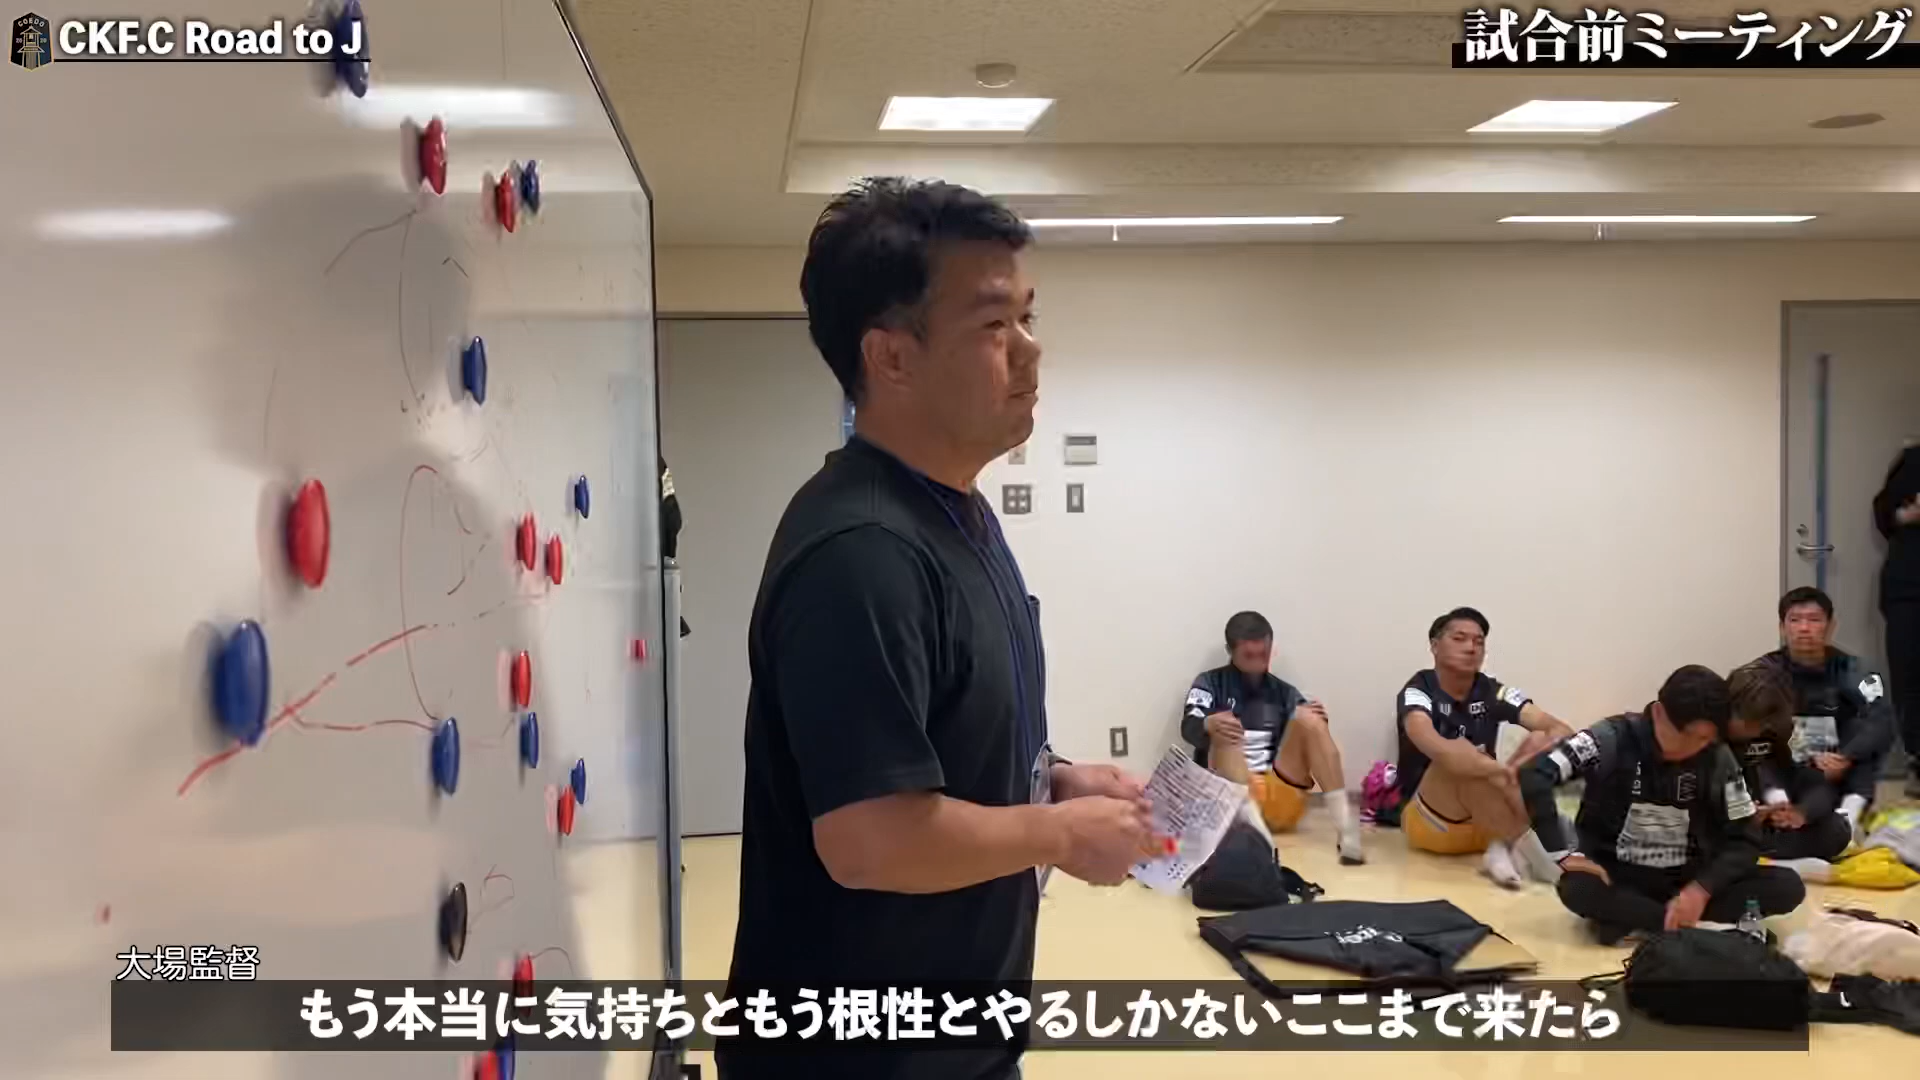 COEDO
CKF.C Road to J
試合前ミーティング
大場監督
もう本当に気持ちともう根性とやるしかないここまで来たら